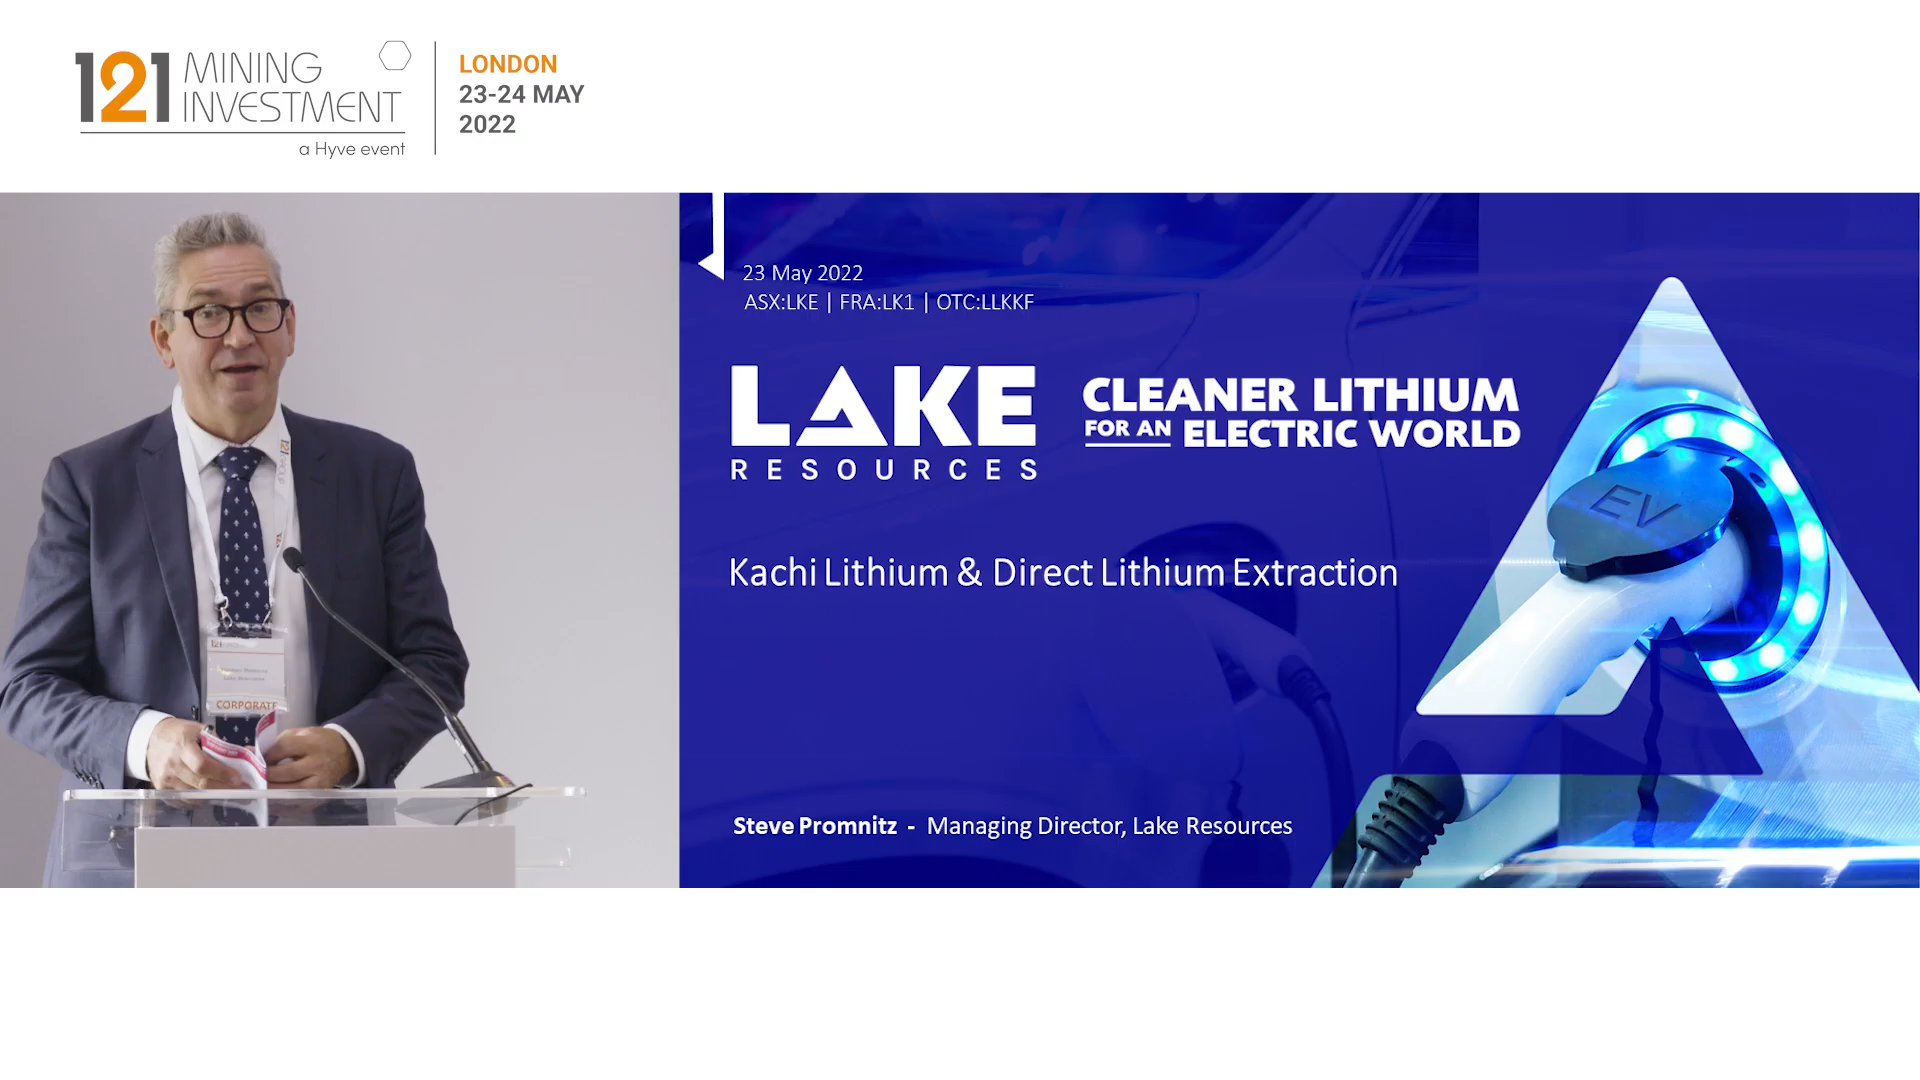 121 MINING
INVESTMENT
a Hyve event
LONDON
23-24 MAY
2022
23 May 2022
ASX:LKE | FRA:LK1 | OTC:LLKKF
LAKE
RESOURCES
CLEANER LITHIUM
FOR AN ELECTRIC WORLD
EV
Kachi Lithium & Direct Lithium Extraction
Steve Promnitz - Managing Director, Lake Resources
121
CORPORATE